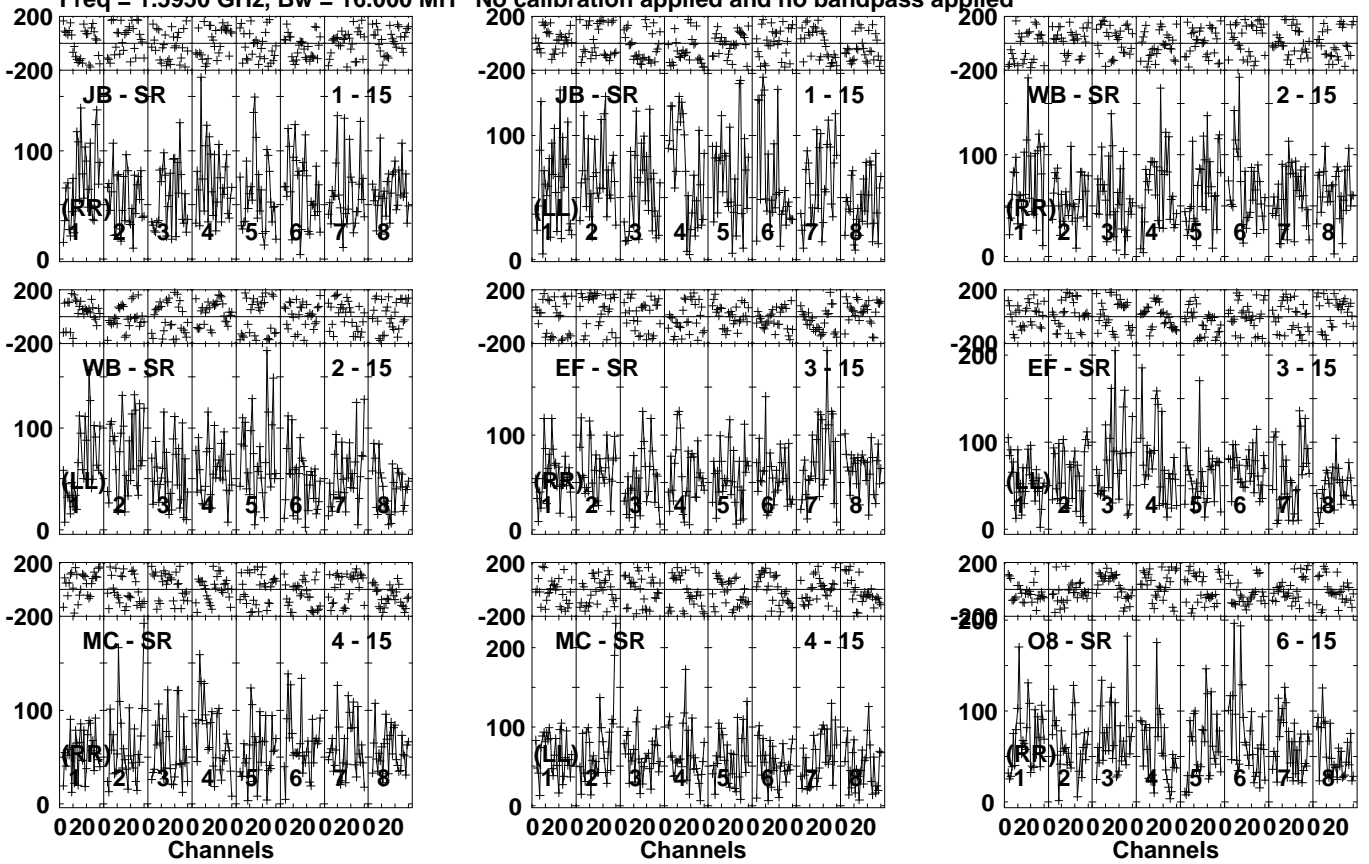 Freq = 1.5950 GHz, Bw = 16.000 MH No calibration applied and no bandpass applied
200 200 200
-200 -200 -200
JB - SR 1 - 15 JB - SR 1 - 15 WB - SR 2 - 15
100 100 100
(RR) (LL) (RR)
1 2 3 4 5 6 7 8 1 2 3 4 5 6 7 8 1 2 3 4 5 6 7 8
0 0 0
200 200 200
-200 -200 -200
200
WB - SR 2 - 15 EF - SR 3 - 15 EF - SR 3 - 15
100 100 100
(LL) (RR) (LL)
1 2 3 4 5 6 7 8 1 2 3 4 5 6 7 8 1 2 3 4 5 6 7 8
0 0 0
200 200 200
-200 -200 -200
200
MC - SR 4 - 15 MC - SR 4 - 15 O8 - SR 6 - 15
200
100 100 100
(RR) (LL) (RR)
1 2 3 4 5 6 7 8 1 2 3 4 5 6 7 8 1 2 3 4 5 6 7 8
0 0 0
0 20 0 20 0 20 0 20 0 20 0 20 0 20 0 20 0 20 0 20 0 20 0 20 0 20 0 20 0 20 0 20 0 20 0 20 0 20 0 20 0 20 0 20 0 20 0 20
Channels Channels Channels